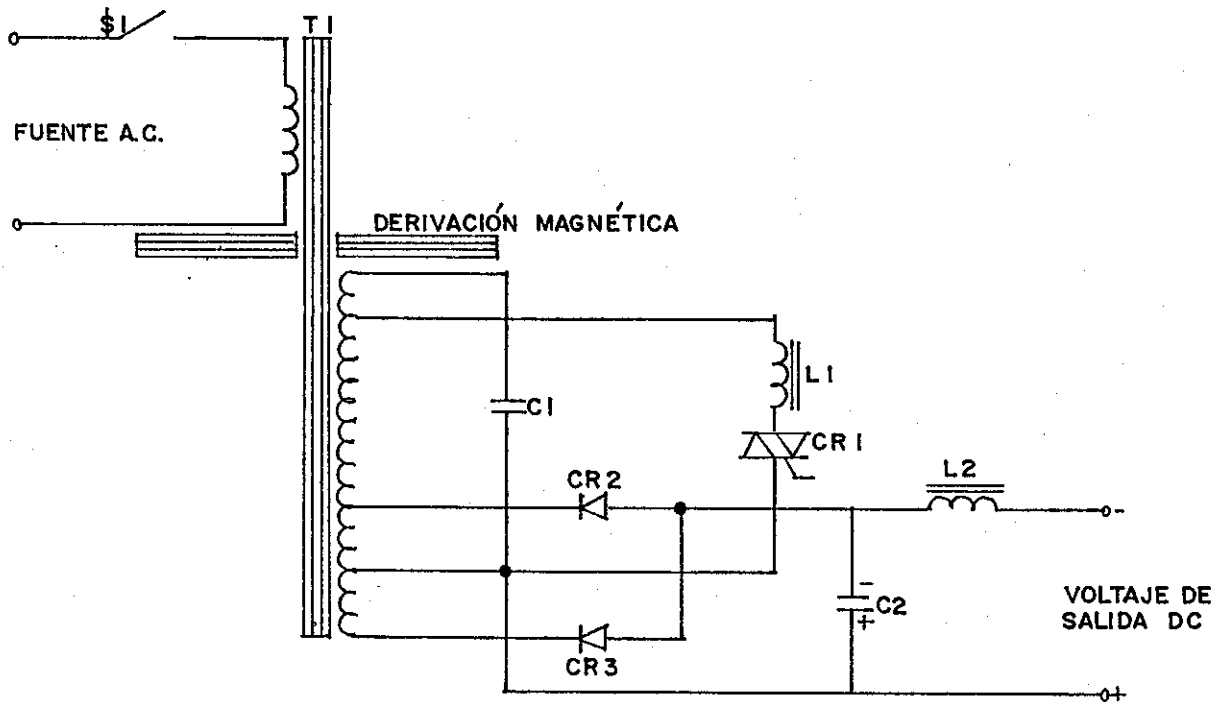 S1
T1
FUENTE A.C.
DERIVACIÓN MAGNÉTICA
L1
C1
CR1
L2
CR2
-
-
C2
+
VOLTAJE DE
SALIDA DC
CR3
+